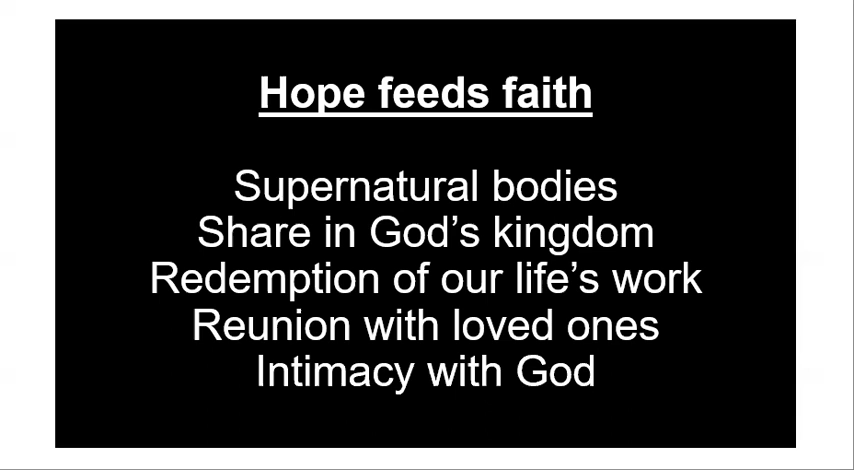 Hope feeds faith
Supernatural bodies
Share in God’s kingdom
Redemption of our life’s work
Reunion with loved ones
Intimacy with God